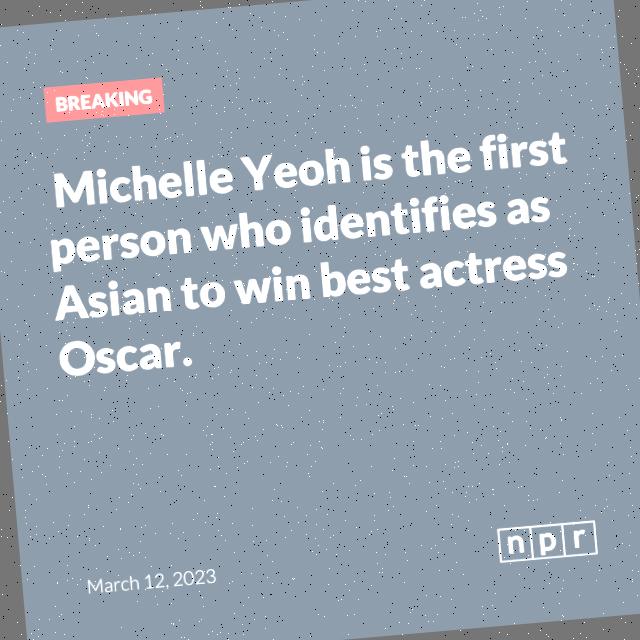 BREAKING
Michelle Yeoh is the first
person who identifies as
Asian to win best actress
Oscar.
npr
March 12, 2023